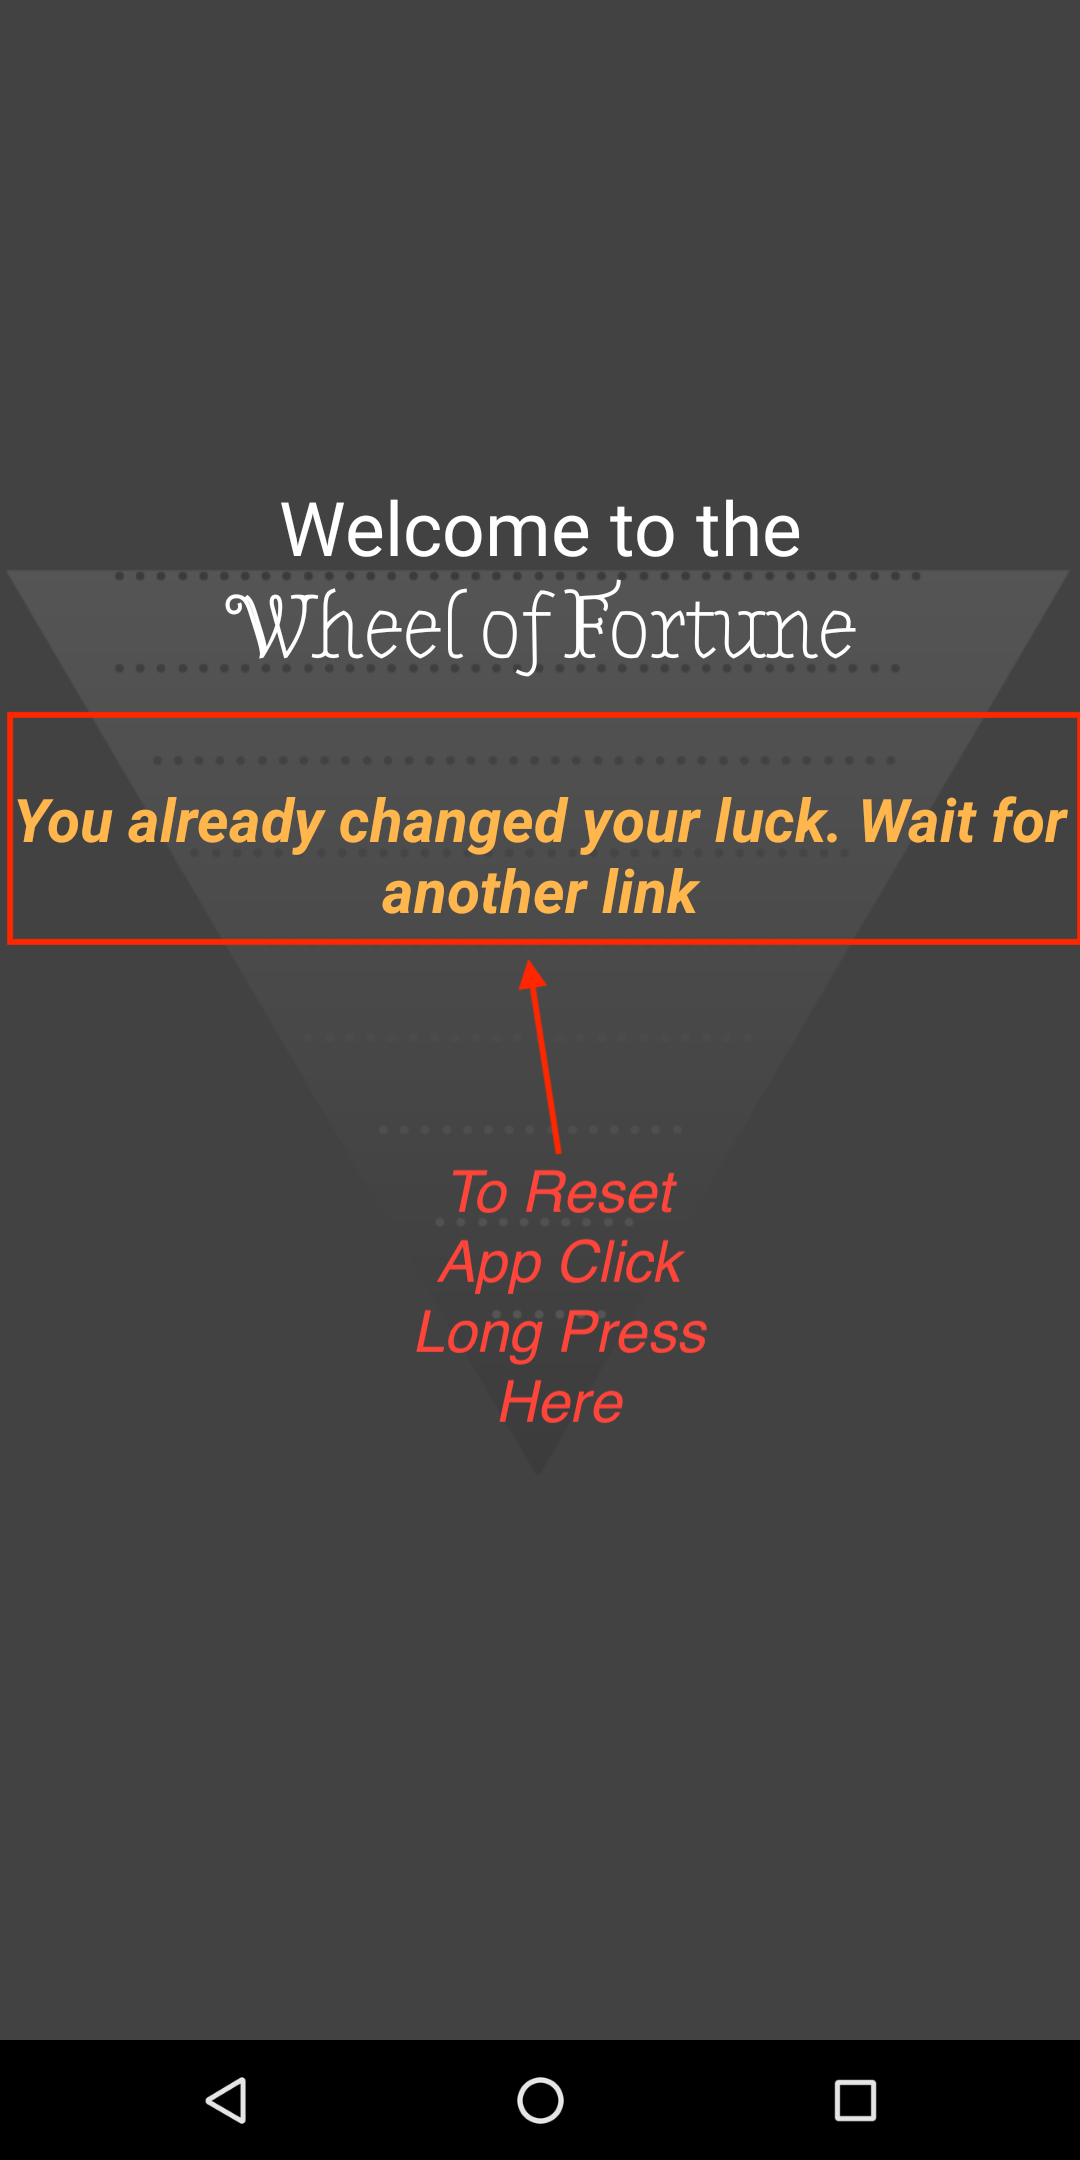 Welcome to the
Wheel of Fortune
You already changed your luck. Wait for
another link
To Reset
App Click
Long Press
Here